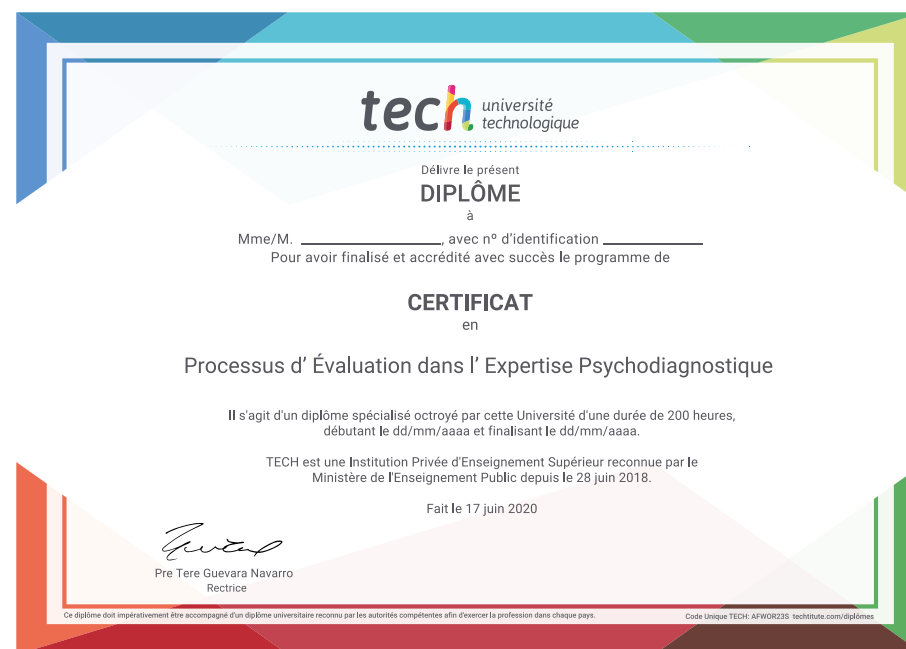 tech université
technologique
Délivre le présent
DIPLÔME
à
Mme/M. ____________________, avec nº d'identification ______________
Pour avoir finalisé et accrédité avec succès le programme de
CERTIFICAT
en
Processus d' Évaluation dans l' Expertise Psychodiagnostique
Il s'agit d'un diplôme spécialisé octroyé par cette Université d'une durée de 200 heures,
débutant le dd/mm/aaaa et finalisant le dd/mm/aaaa.
TECH est une Institution Privée d'Enseignement Supérieur reconnue par le
Ministère de l'Enseignement Public depuis le 28 juin 2018.
Fait le 17 juin 2020
Pre Tere Guevara Navarro
Rectrice
Ce diplôme doit impérativement être accompagné d'un diplôme universitaire reconnu par les autorités compétentes afin d'exercer la profession dans chaque pays.
Code Unique TECH: AFWOR23S techtitute.com/diplômes